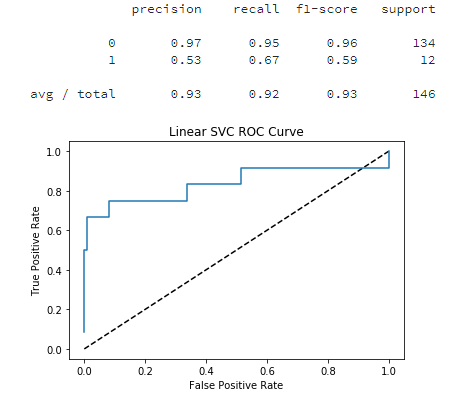 precision recall f1-score support
0 0.97 0.95 0.96 134
1 0.53 0.67 0.59 12
avg / total 0.93 0.92 0.93 146
Linear SVC ROC Curve
1.0
0.8
0.6
0.4
0.2
0.0
True Positive Rate
0.0 0.2 0.4 0.6 0.8 1.0
False Positive Rate